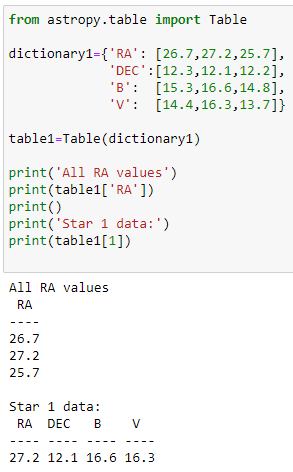 from astropy.table import Table
dictionary1={'RA': [26.7,27.2,25.7],
'DEC':[12.3,12.1,12.2],
'B': [15.3,16.6,14.8],
'V': [14.4,16.3,13.7]}
table1=Table(dictionary1)
print('All RA values')
print(table1['RA'])
print()
print('Star 1 data:')
print(table1[1])
All RA values
RA
----
26.7
27.2
25.7
Star 1 data:
RA DEC B V
---- ---- ---- ----
27.2 12.1 16.6 16.3